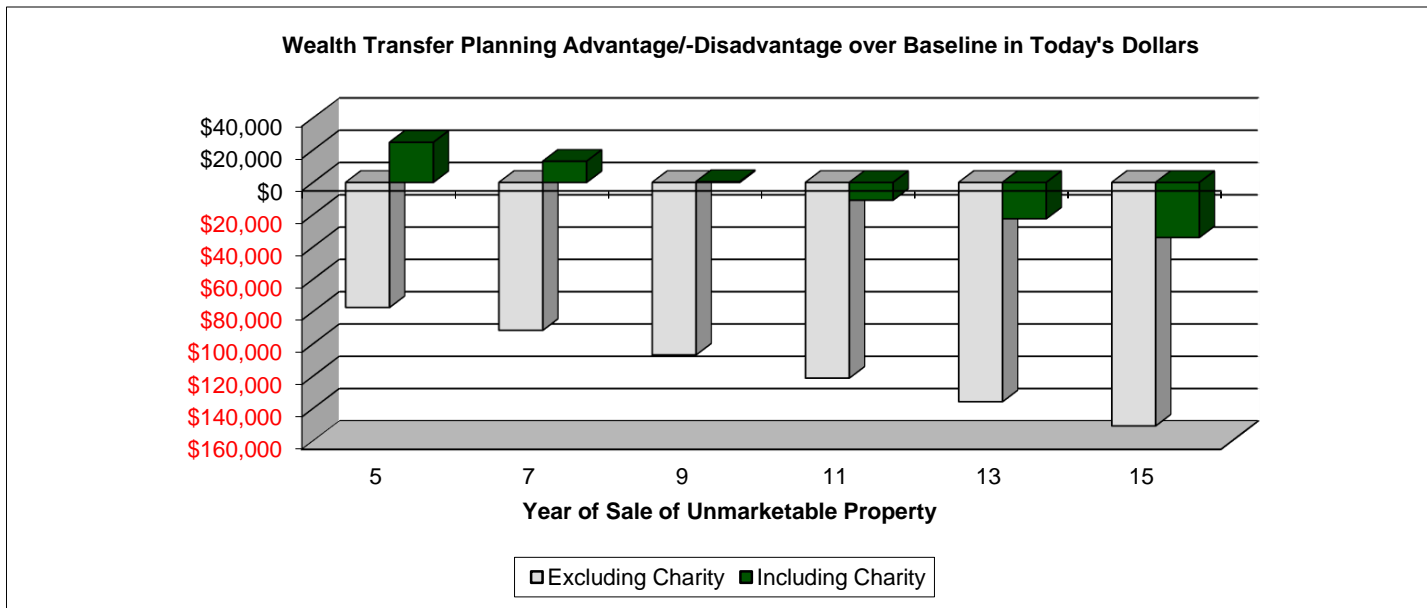 Wealth Transfer Planning Advantage/-Disadvantage over Baseline in Today's Dollars
$40,000
$20,000
$0
$20,000
$40,000
$60,000
$80,000
$100,000
$120,000
$140,000
$160,000
5 7 9 11 13 15
Year of Sale of Unmarketable Property
Excluding Charity Including Charity